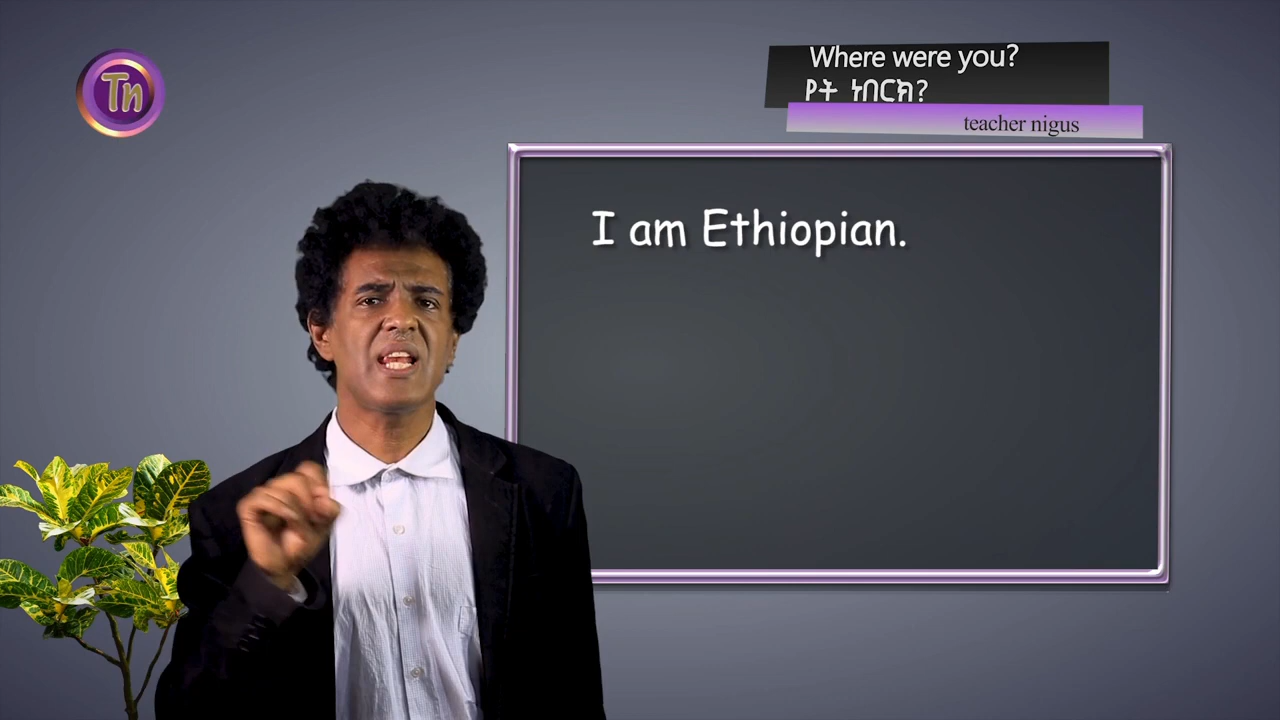 Tn
Where were you?
የት ነበርክ?
teacher nigus
I am Ethiopian.